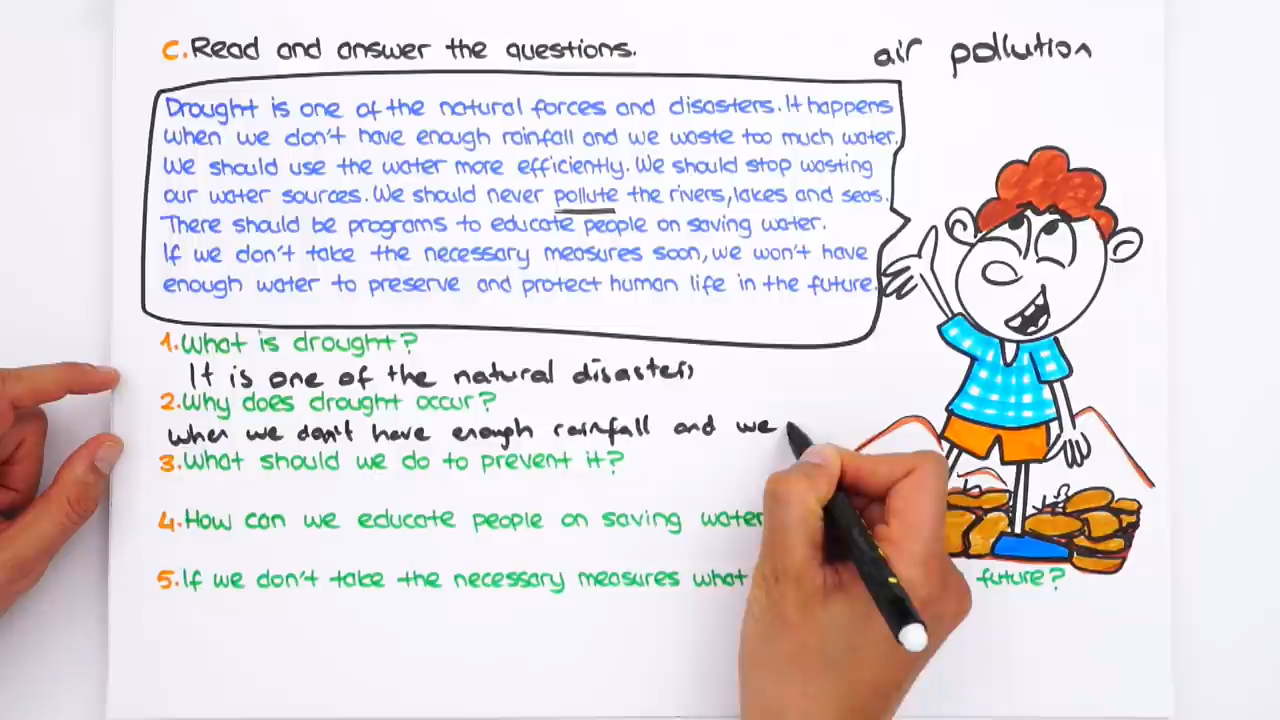 C. Read and answer the questions.
air pollution
Drought is one of the natural forces and disasters. It happens
when we don't have enough rainfall and we waste too much water.
We should use the water more efficiently. We should stop wasting
our water sources. We should never pollute the rivers, lakes and seas.
There should be programs to educate people on saving water.
If we don't take the necessary measures soon, we won't have
enough water to preserve and protect human life in the future.
1. What is drought?
It is one of the natural disasters
2. Why does drought occur?
When we don't have enough rainfall and we
3. What should we do to prevent it?
4. How can we educate people on saving water
5. If we don't take the necessary measures what future?